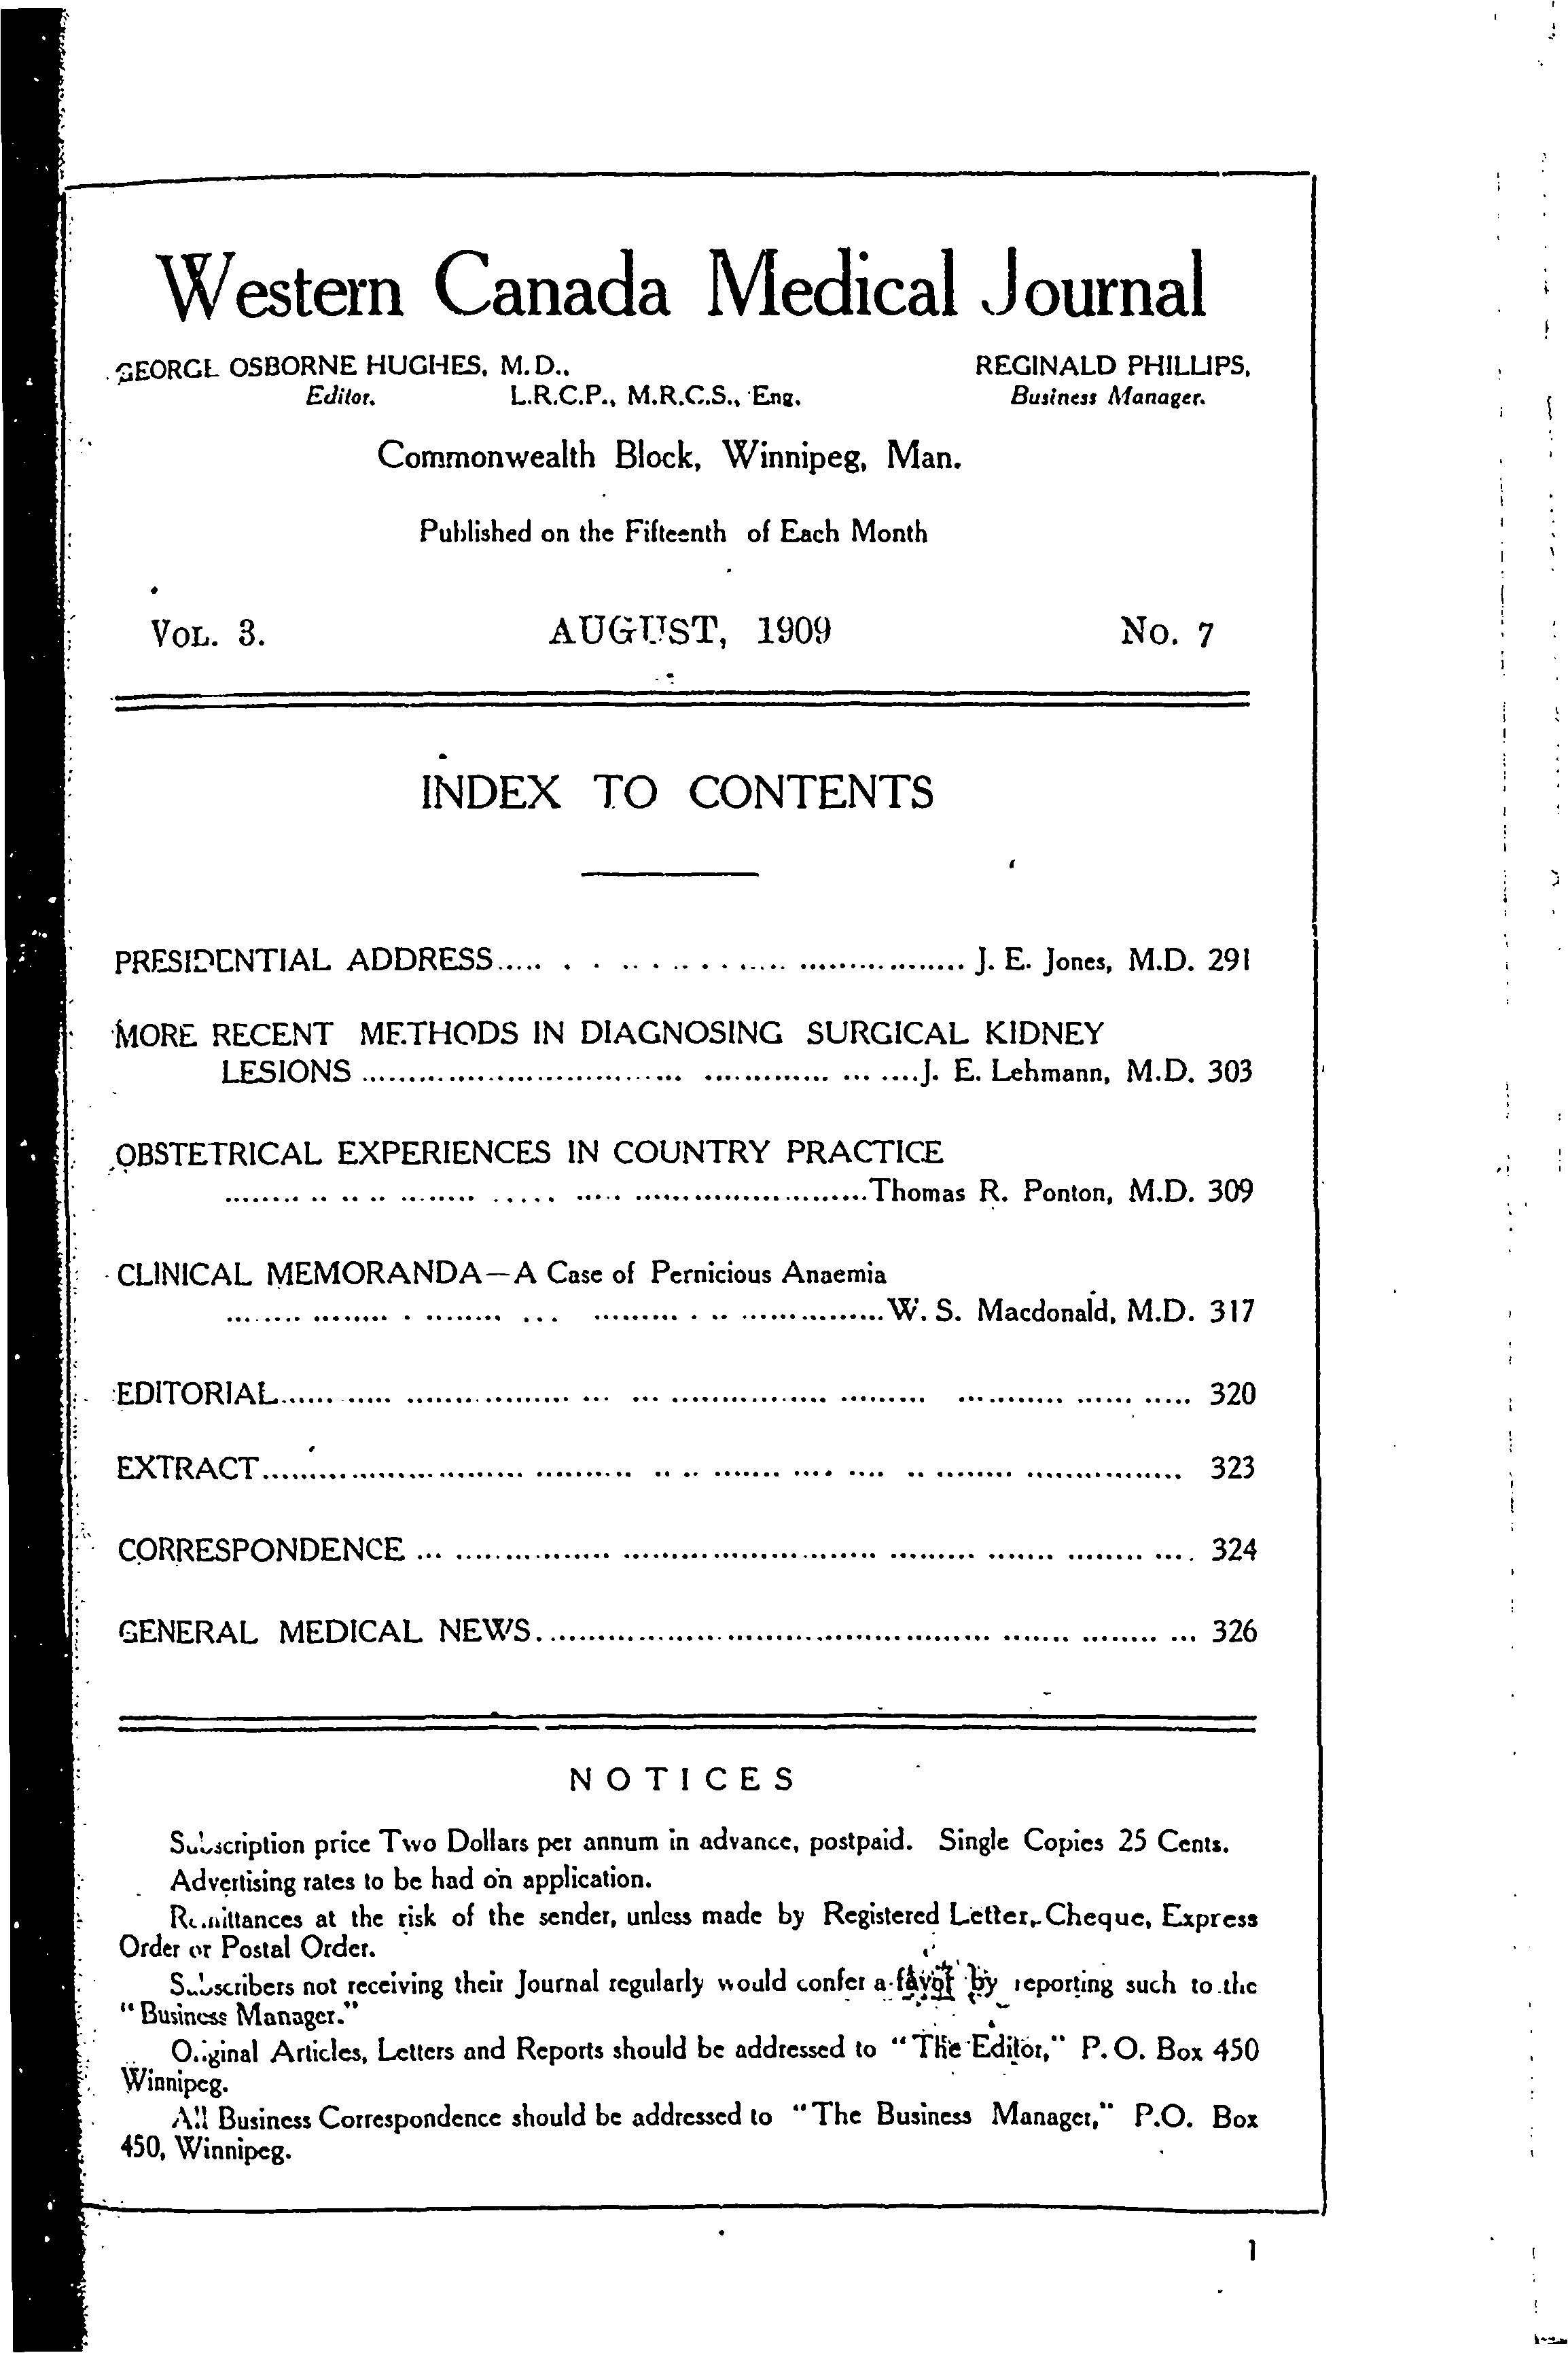 Western Canada Medical Journal
GEORGE OSBORNE HUGHES, M.D.,
REGINALD PHILLIPS,
Editor. L.R.C.P., M.R.C.S., Eng.
Business Manager.
Commonwealth Block, Winnipeg, Man.
Published on the Fifteenth of Each Month
VOL. 3. AUGUST, 1909 No. 7
INDEX TO CONTENTS
PRESIDENTIAL ADDRESS.................... J. E. Jones, M.D. 291
MORE RECENT METHODS IN DIAGNOSING SURGICAL KIDNEY
LESIONS ....................J. E. Lehmann, M.D. 303
OBSTETRICAL EXPERIENCES IN COUNTRY PRACTICE
....................Thomas R. Ponton, M.D. 309
CLINICAL MEMORANDA—A Case of Pernicious Anaemia
....................W. S. Macdonald, M.D. 317
EDITORIAL.................... 320
EXTRACT.................... 323
CORRESPONDENCE .................... 324
GENERAL MEDICAL NEWS.................... 326
NOTICES
Subscription price Two Dollars per annum in advance, postpaid. Single Copies 25 Cents.
Advertising rates to be had on application.
Remittances at the risk of the sender, unless made by Registered Letter, Cheque, Express
Order or Postal Order.
Subscribers not receiving their Journal regularly would confer a favor by reporting such to the
"Business Manager."
Original Articles, Letters and Reports should be addressed to "The Editor," P. O. Box 450
Winnipeg.
All Business Correspondence should be addressed to "The Business Manager," P.O. Box
450, Winnipeg.
1